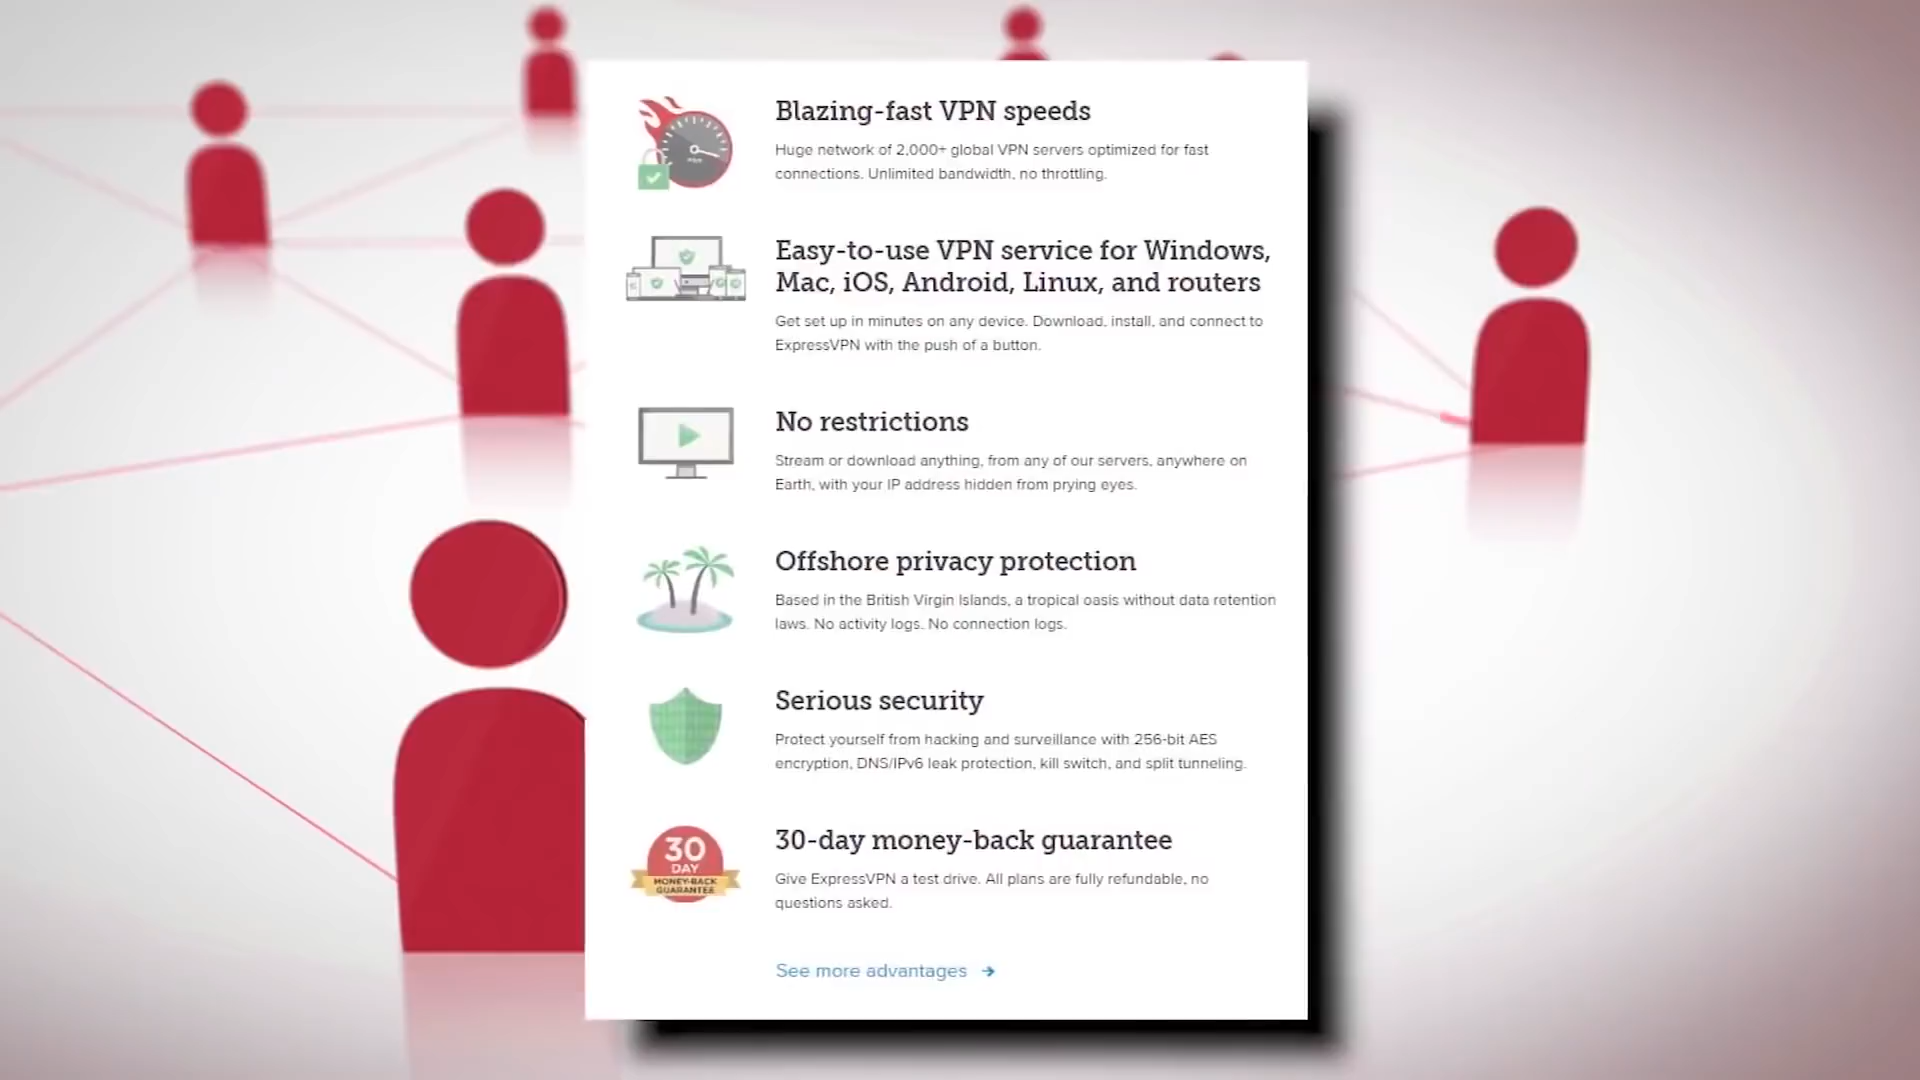 Blazing-fast VPN speeds
Huge network of 2,000+ global VPN servers optimized for fast
connections. Unlimited bandwidth, no throttling.
Easy-to-use VPN service for Windows,
Mac, iOS, Android, Linux, and routers
Get set up in minutes on any device. Download, install, and connect to
ExpressVPN with the push of a button.
No restrictions
Stream or download anything, from any of our servers, anywhere on
Earth, with your IP address hidden from prying eyes.
Offshore privacy protection
Based in the British Virgin Islands, a tropical oasis without data retention
laws. No activity logs. No connection logs.
Serious security
Protect yourself from hacking and surveillance with 256-bit AES
encryption, DNS/IPv6 leak protection, kill switch, and split tunneling.
30
DAY
MONEY-BACK
GUARANTEE
30-day money-back guarantee
Give ExpressVPN a test drive. All plans are fully refundable, no
questions asked.
See more advantages →